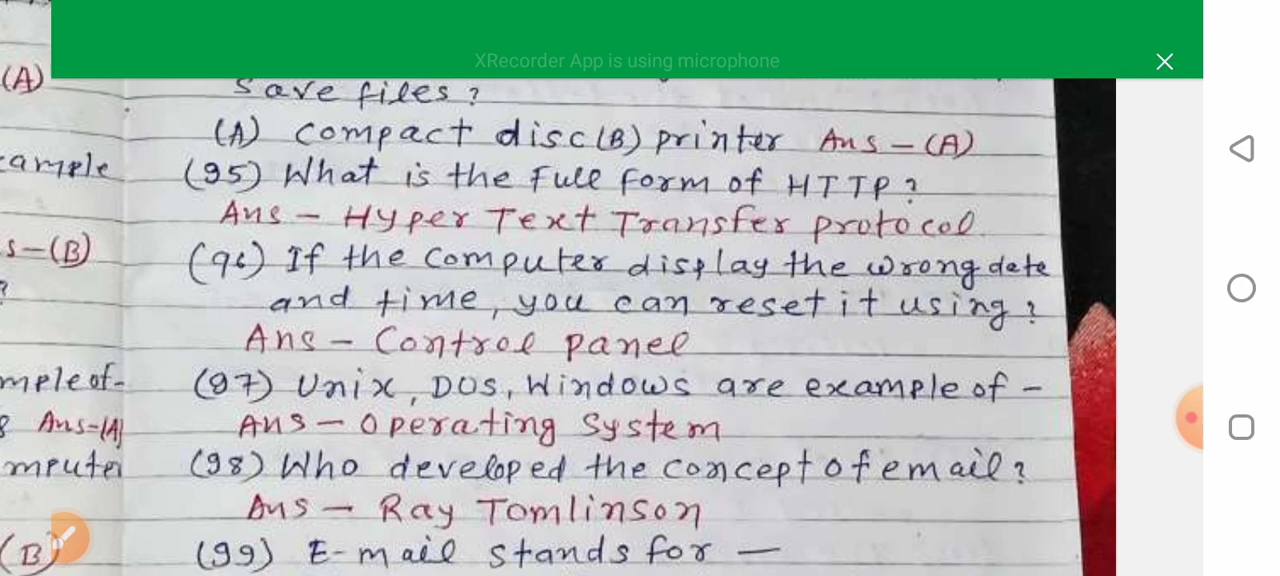 XRecorder App is using microphone
(A)
ample
s-(B)
?
mple of-
Ans-(A)
mputer
(B)
save files?
(A) compact disc (B) printer Ans - (A)
(95) What is the Full Form of HTTP?
Ans - Hyper Text Transfer protocol.
(96) If the computer display the wrong date
and time, you can reset it using?
Ans - Control panel
(97) Unix, DOS, Windows are example of -
Ans - Operating System
(98) Who developed the concept of email?
Ans - Ray Tomlinson
(99) E-mail stands for -